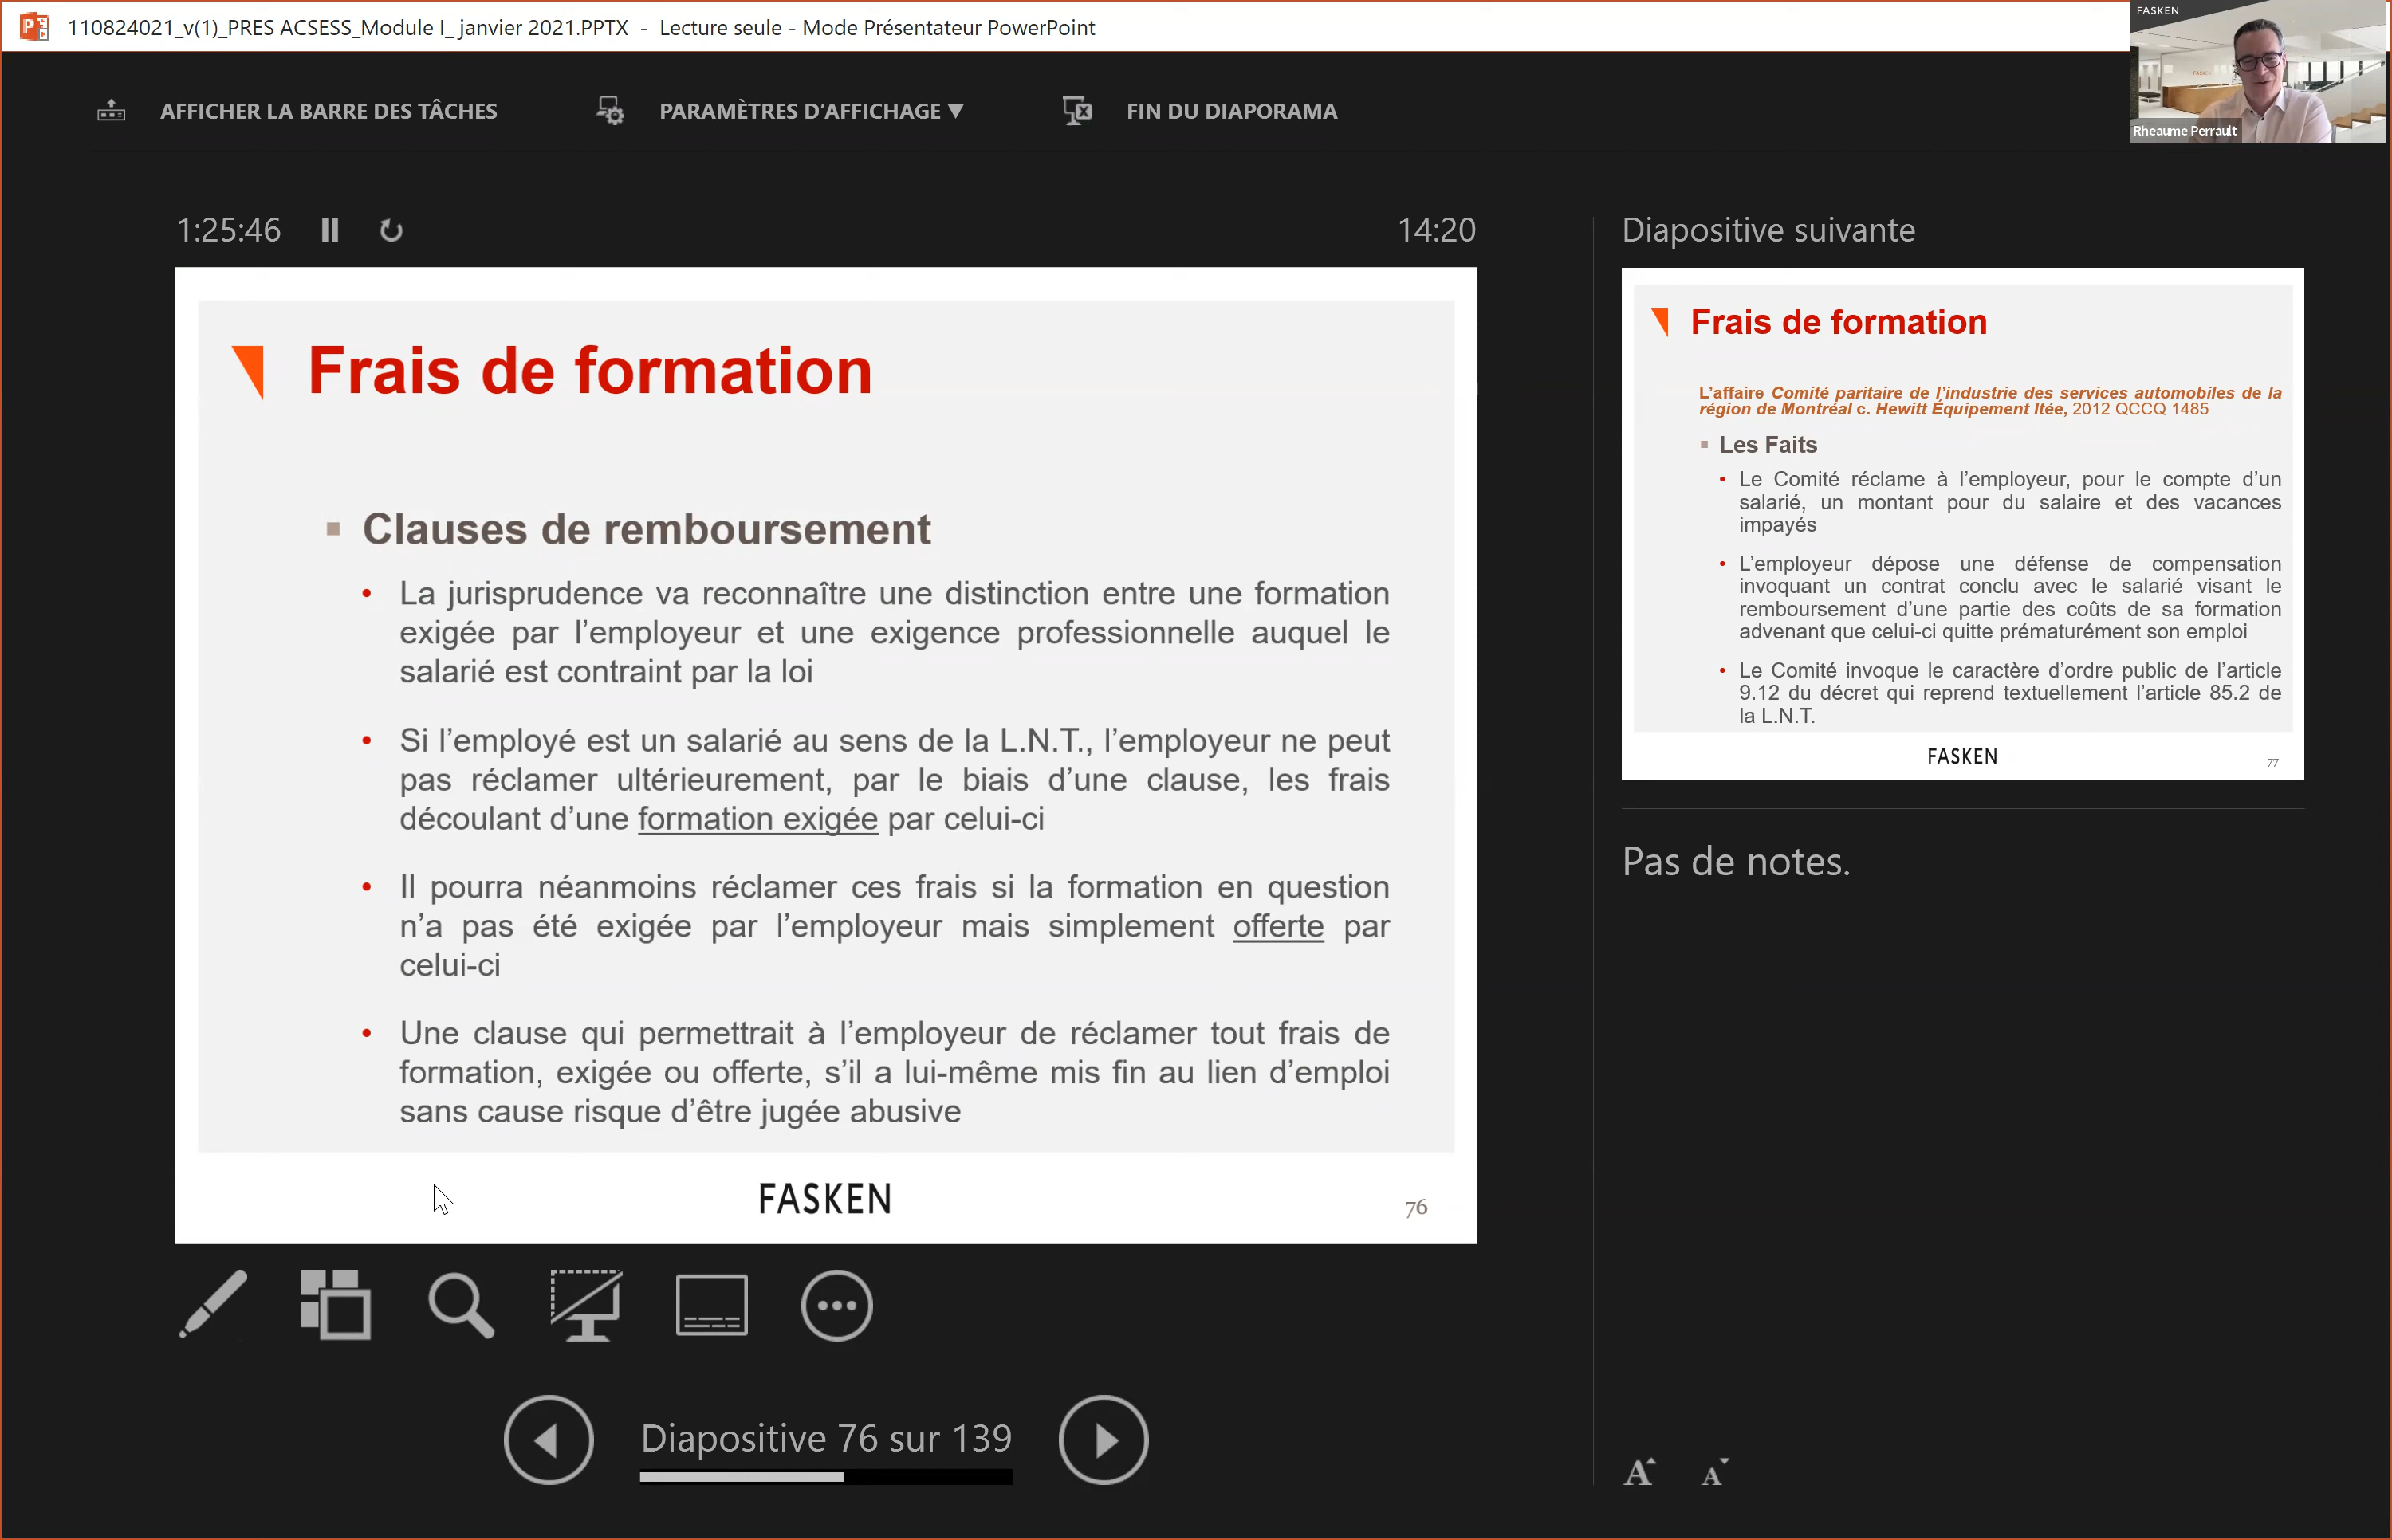 110824021_v(1)_PRES ACSESS_Module I_ janvier 2021.PPTX - Lecture seule - Mode Présentateur PowerPoint
FASKEN
Rheaume Perrault
AFFICHER LA BARRE DES TÂCHES
PARAMÈTRES D'AFFICHAGE ▼
FIN DU DIAPORAMA
1:25:46
14:20
Frais de formation
Clauses de remboursement
• La jurisprudence va reconnaître une distinction entre une formation
exigée par l'employeur et une exigence professionnelle auquel le
salarié est contraint par la loi
• Si l'employé est un salarié au sens de la L.N.T., l'employeur ne peut
pas réclamer ultérieurement, par le biais d'une clause, les frais
découlant d'une formation exigée par celui-ci
• Il pourra néanmoins réclamer ces frais si la formation en question
n'a pas été exigée par l'employeur mais simplement offerte par
celui-ci
• Une clause qui permettrait à l'employeur de réclamer tout frais de
formation, exigée ou offerte, s'il a lui-même mis fin au lien d'emploi
sans cause risque d'être jugée abusive
FASKEN
76
Diapositive 76 sur 139
Diapositive suivante
Frais de formation
L'affaire Comité paritaire de l'industrie des services automobiles de la
région de Montréal c. Hewitt Équipement ltée, 2012 QCCQ 1485
Les Faits
• Le Comité réclame à l'employeur, pour le compte d'un
salarié, un montant pour du salaire et des vacances
impayés
• L'employeur dépose une défense de compensation
invoquant un contrat conclu avec le salarié visant le
remboursement d'une partie des coûts de sa formation
advenant que celui-ci quitte prématurément son emploi
• Le Comité invoque le caractère d'ordre public de l'article
9.12 du décret qui reprend textuellement l'article 85.2 de
la L.N.T.
FASKEN
77
Pas de notes.
A A